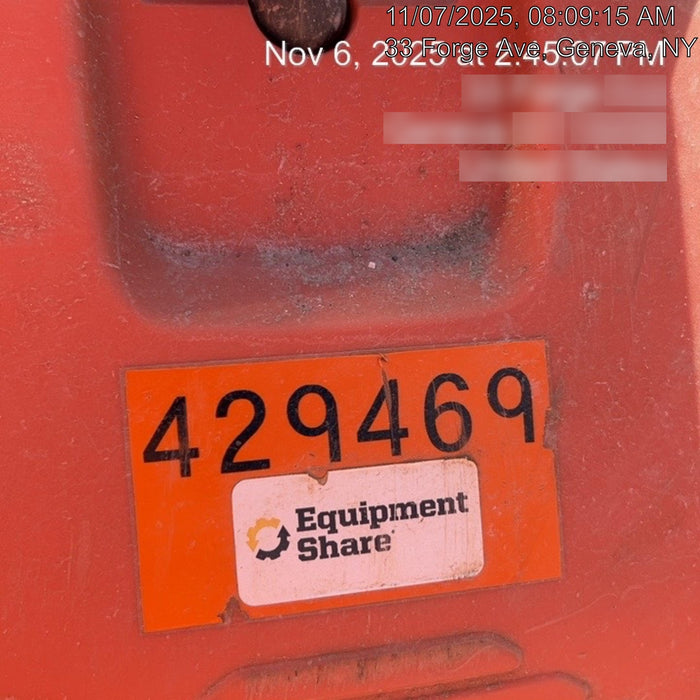 11/07/2025, 08:09:15 AM
33 Forge Ave, Geneva, NY
Nov 6, 2025 at 2:45:07 PM
429469
Equipment
Share